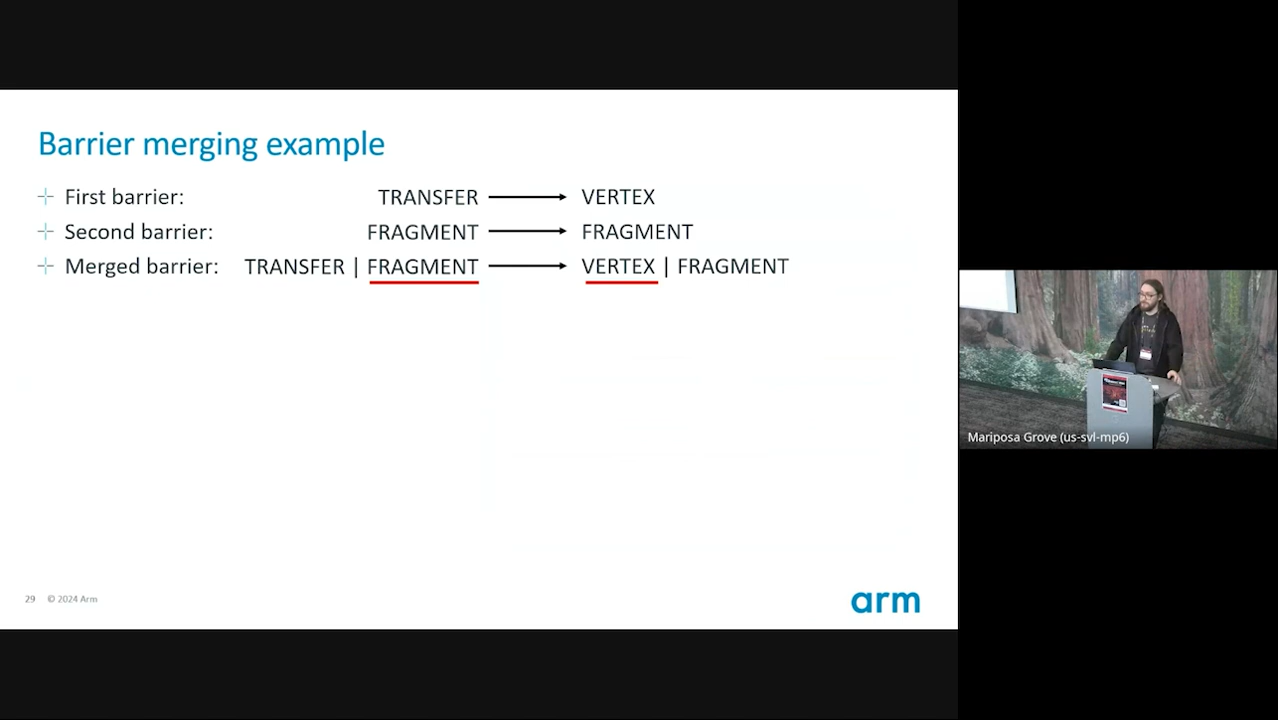 Barrier merging example
First barrier: TRANSFER → VERTEX
Second barrier: FRAGMENT → FRAGMENT
Merged barrier: TRANSFER | FRAGMENT → VERTEX | FRAGMENT
29 © 2024 Arm
arm
Mariposa Grove (us-svl-mp6)